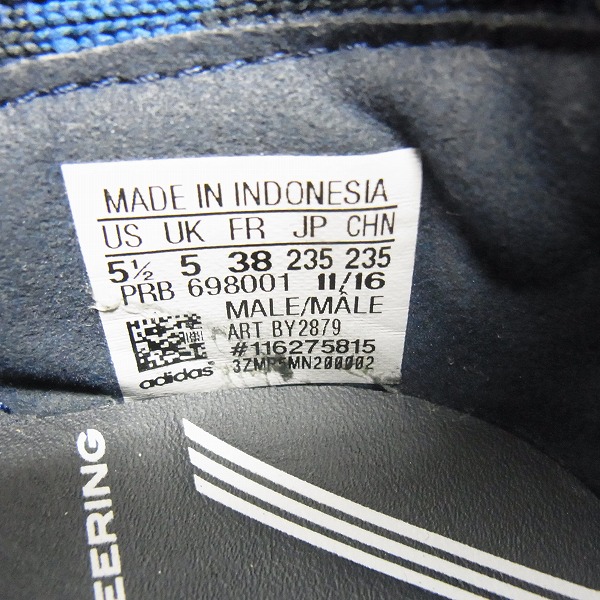 MADE IN INDONESIA
US UK FR JP CHN
5½ 5 38 235 235
PRB 698001 11/16
MALE/MÂLE
ART BY2879
#116275815
adidas
EERING